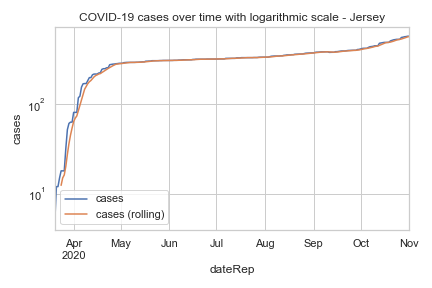 COVID-19 cases over time with logarithmic scale - Jersey
cases
10²
10¹
cases
cases (rolling)
Apr May Jun Jul Aug Sep Oct Nov
2020
dateRep